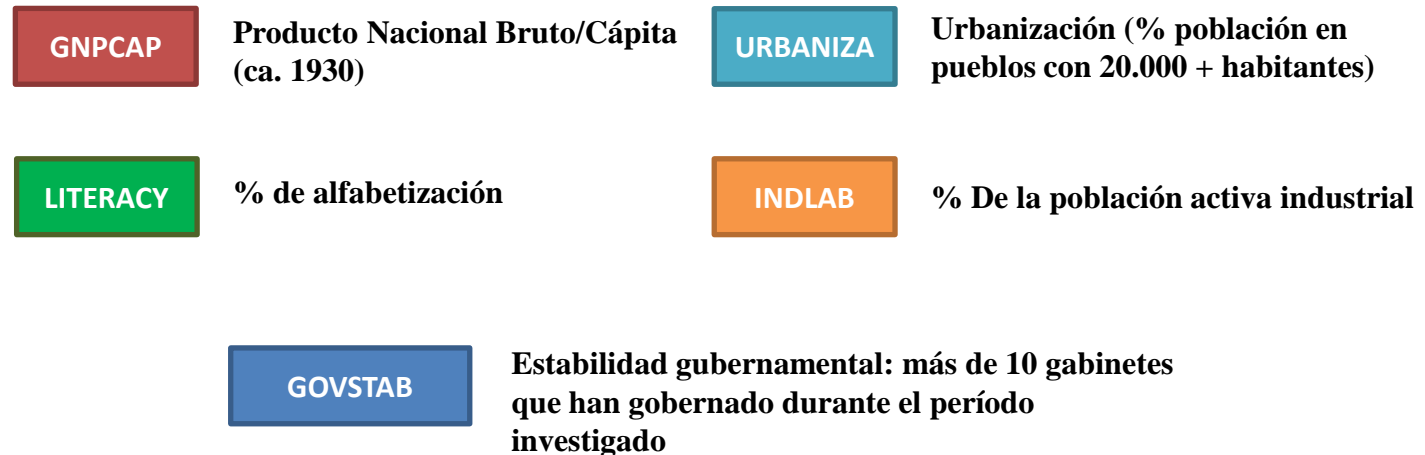 GNPCAP
Producto Nacional Bruto/Cápita
(ca. 1930)
URBANIZA
Urbanización (% población en
pueblos con 20.000 + habitantes)
LITERACY
% de alfabetización
INDLAB
% De la población activa industrial
GOVSTAB
Estabilidad gubernamental: más de 10 gabinetes
que han gobernado durante el período
investigado